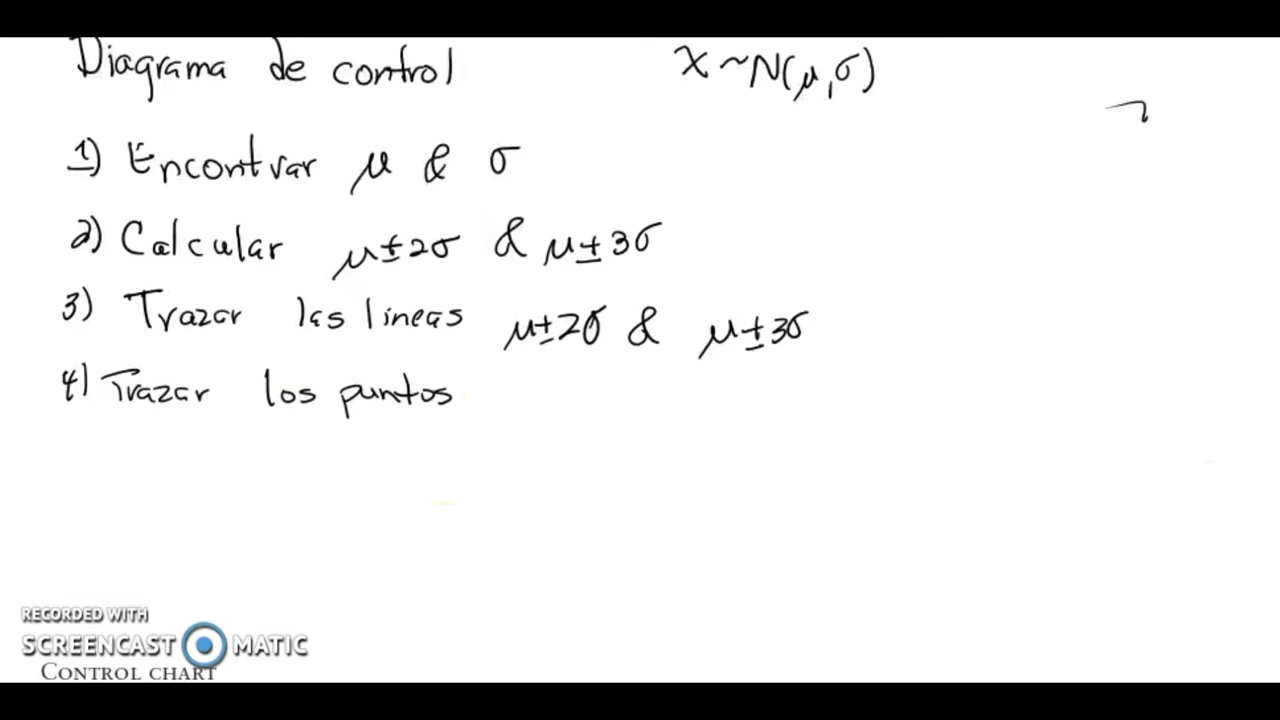 Diagrama de control X ~ N(μ, σ)
1) Encontrar μ & σ
2) Calcular μ±2σ & μ±3σ
3) Trazar las lineas μ±2σ & μ±3σ
4) Trazar los puntos
RECORDED WITH
SCREENCAST MATIC
CONTROL CHART